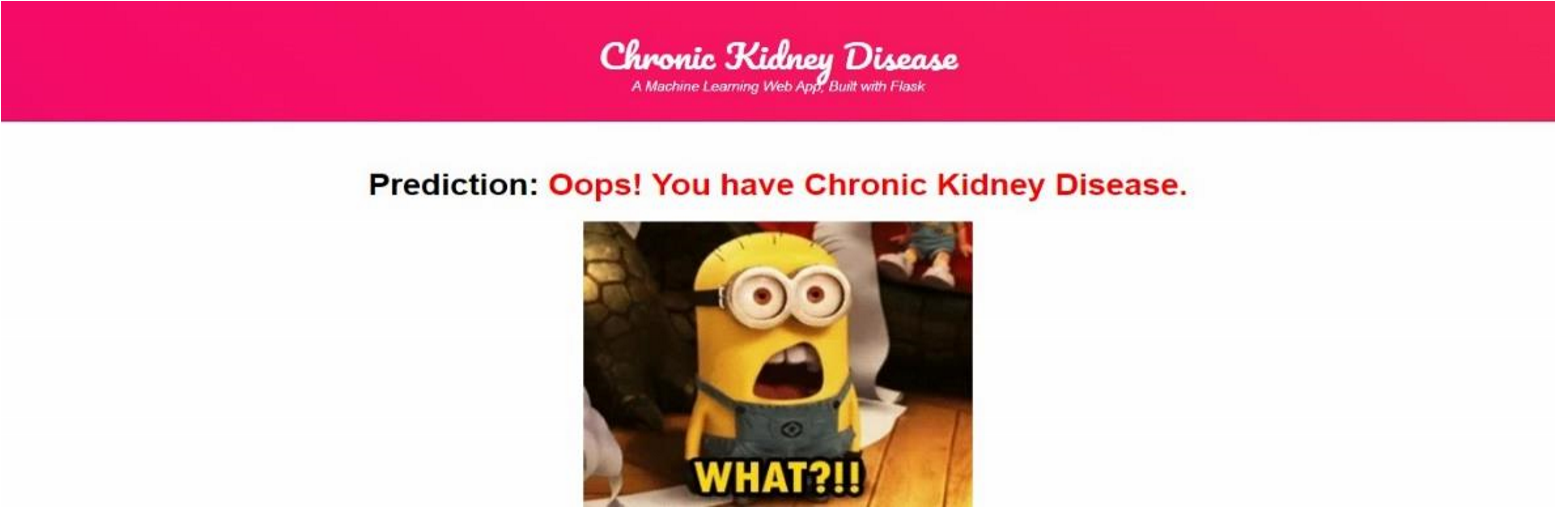 Chronic Kidney Disease
A Machine Learning Web App, Built with Flask
Prediction: Oops! You have Chronic Kidney Disease.
WHAT?!!